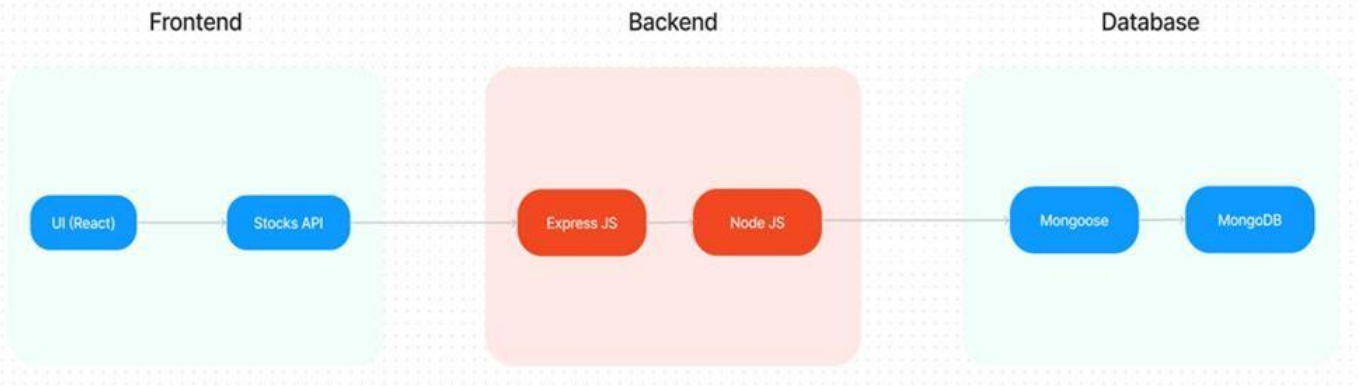 Frontend
Backend
Database
UI (React)
Stocks API
Express JS
Node JS
Mongoose
MongoDB